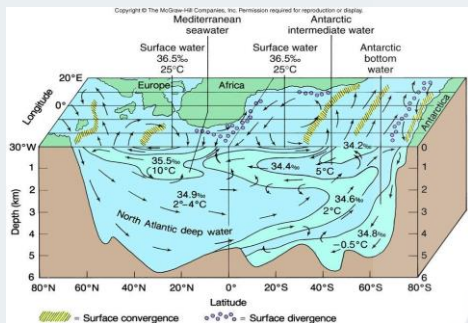 Copyright © The McGraw-Hill Companies, Inc. Permission required for reproduction or display.
Mediterranean
seawater
Antarctic
intermediate water
Surface water
36.5‰
25°C
Surface water
36.5‰
25°C
Antarctic
bottom
water
20°E
0°
30°W
Longitude
Europe
Africa
Antarctica
34.2‰
0
1
2
3
4
5
6
Depth (km)
1
2
3
4
5
6
35.5‰
10°C
34.4‰
5°C
34.9‰
2°–4°C
34.6‰
2°C
North Atlantic deep water
34.8‰
–0.5°C
80°N
60°N
40°N
20°N
0°
20°S
40°S
60°S
80°S
Latitude
= Surface convergence
= Surface divergence